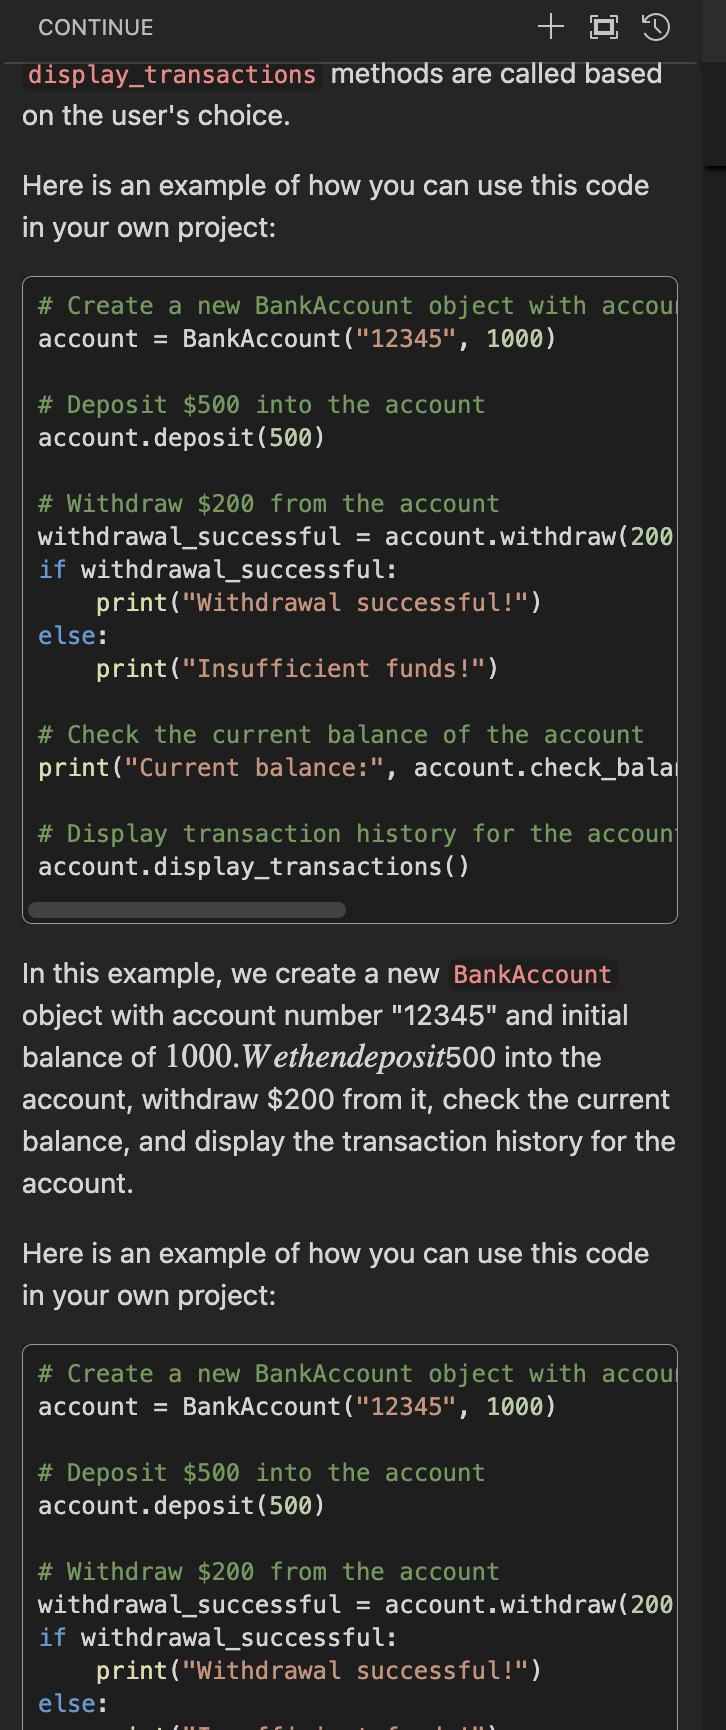 CONTINUE
display_transactions methods are called based
on the user's choice.
Here is an example of how you can use this code
in your own project:
# Create a new BankAccount object with accou
account = BankAccount("12345", 1000)
# Deposit $500 into the account
account.deposit(500)
# Withdraw $200 from the account
withdrawal_successful = account.withdraw(200
if withdrawal_successful:
    print("Withdrawal successful!")
else:
    print("Insufficient funds!")
# Check the current balance of the account
print("Current balance:", account.check_bala
# Display transaction history for the accoun
account.display_transactions()
In this example, we create a new BankAccount
object with account number "12345" and initial
balance of 1000.Wethendeposit500 into the
account, withdraw $200 from it, check the current
balance, and display the transaction history for the
account.
Here is an example of how you can use this code
in your own project:
# Create a new BankAccount object with accou
account = BankAccount("12345", 1000)
# Deposit $500 into the account
account.deposit(500)
# Withdraw $200 from the account
withdrawal_successful = account.withdraw(200
if withdrawal_successful:
    print("Withdrawal successful!")
else: